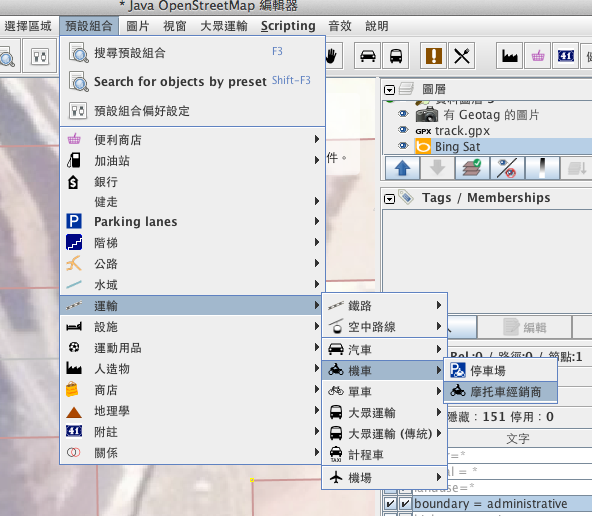 * Java OpenStreetMap 編輯器
選擇區域 預設組合 圖片 視窗 大眾運輸 Scripting 音效 說明
搜尋預設組合 F3
Search for objects by preset Shift-F3
預設組合偏好設定
便利商店
加油站
銀行
健走
Parking lanes
階梯
公路
水域
運輸
設施
運動用品
人造物
商店
地理學
41 附註
關係
鐵路
空中路線
汽車
機車
單車
大眾運輸
大眾運輸 (傳統)
TAXI 計程車
機場
停車場
摩托車經銷商
件。
41
圖層
有 Geotag 的圖片
GPX track.gpx
Bing Sat
Tags / Memberships
編輯
Rel.:0 / 路徑:0 / 節點:1
隱藏：151 停用：0
文字
boundary = administrative